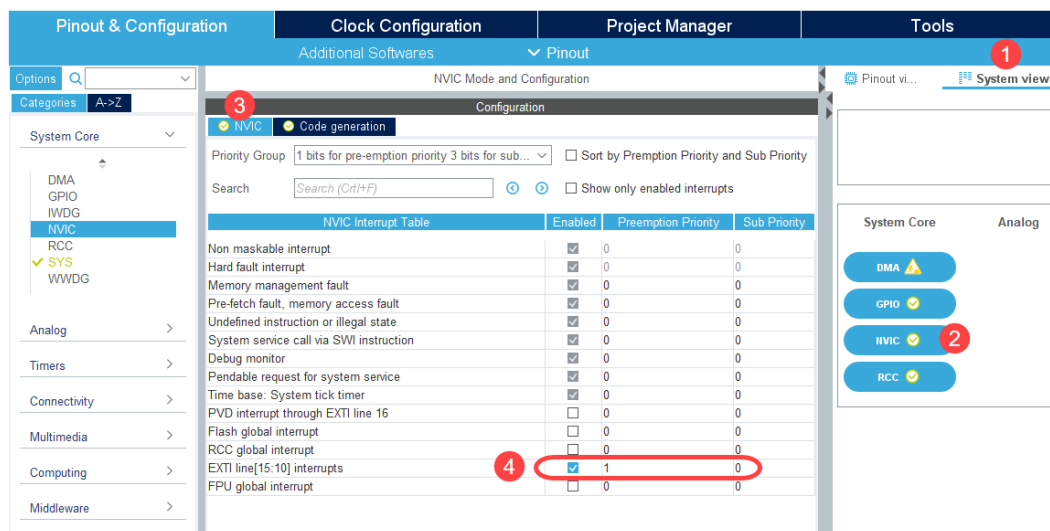 Pinout & Configuration Clock Configuration Project Manager Tools
Additional Softwares Pinout 1
Options NVIC Mode and Configuration Pinout vi... System view
Categories A->Z 3 Configuration
NVIC Code generation
System Core
Priority Group 1 bits for pre-emption priority 3 bits for sub... Sort by Premption Priority and Sub Priority
Search Search (CrtI+F) Show only enabled interrupts
DMA
GPIO
IWDG
NVIC
RCC
SYS
WWDG
Analog
Timers
Connectivity
Multimedia
Computing
Middleware
NVIC Interrupt Table Enabled Preemption Priority Sub Priority
Non maskable interrupt 0 0
Hard fault interrupt 0 0
Memory management fault 0 0
Pre-fetch fault, memory access fault 0 0
Undefined instruction or illegal state 0 0
System service call via SWI instruction 0 0
Debug monitor 0 0
Pendable request for system service 0 0
Time base: System tick timer 0 0
PVD interrupt through EXTI line 16 0 0
Flash global interrupt 0 0
RCC global interrupt 0 0
EXTI line[15:10] interrupts 4 1 0
FPU global interrupt 0 0
System Core Analog
DMA
GPIO
NVIC 2
RCC